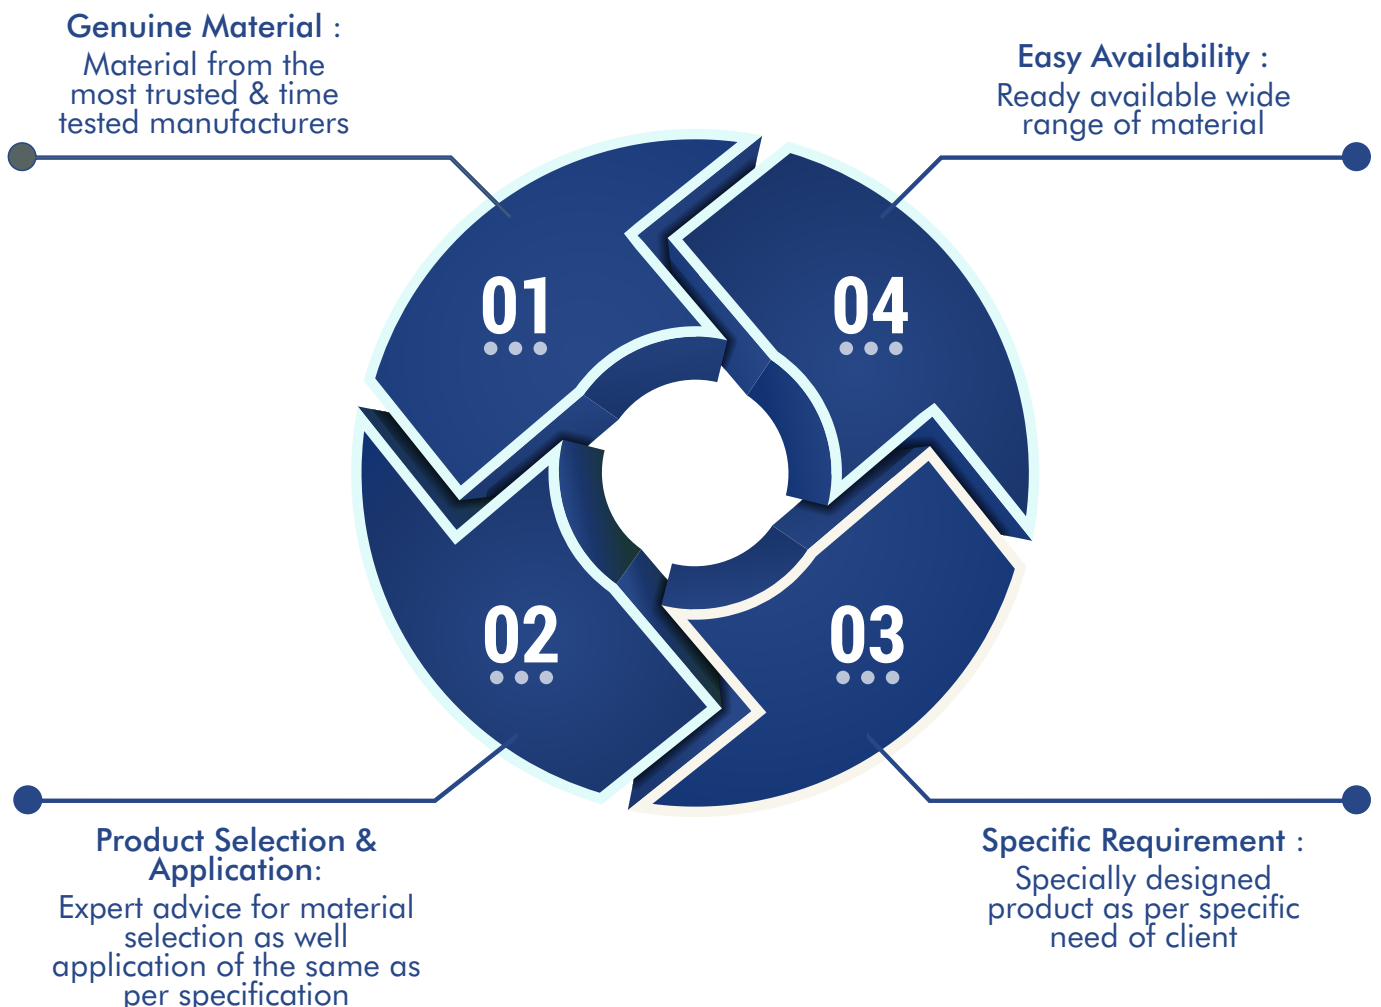 Genuine Material :
Material from the
most trusted & time
tested manufacturers
Easy Availability :
Ready available wide
range of material
01
04
02
03
Product Selection &
Application:
Expert advice for material
selection as well
application of the same as
per specification
Specific Requirement :
Specially designed
product as per specific
need of client